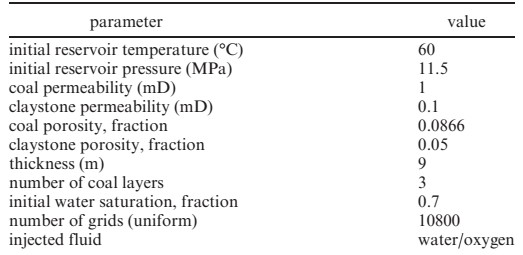 parameter value
initial reservoir temperature (°C) 60
initial reservoir pressure (MPa) 11.5
coal permeability (mD) 1
claystone permeability (mD) 0.1
coal porosity, fraction 0.0866
claystone porosity, fraction 0.05
thickness (m) 9
number of coal layers 3
initial water saturation, fraction 0.7
number of grids (uniform) 10800
injected fluid water/oxygen